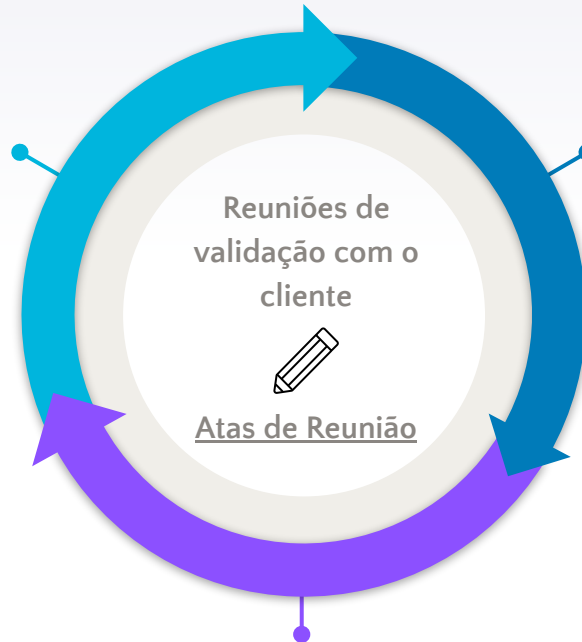 Reuniões de
validação com o
cliente
Atas de Reunião